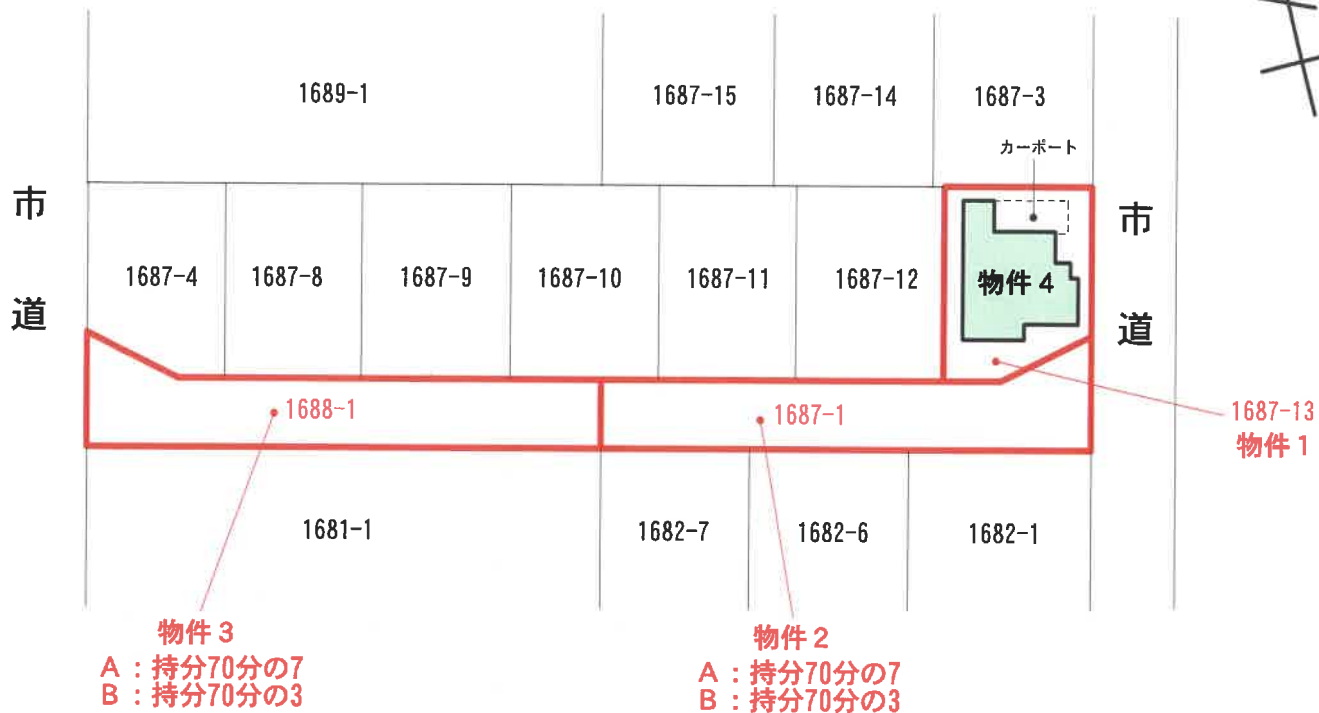 1689-1
1687-15
1687-14
1687-3
カーポート
市
道
1687-4
1687-8
1687-9
1687-10
1687-11
1687-12
物件4
市
道
1688-1
1687-1
1687-13
物件1
1681-1
1682-7
1682-6
1682-1
物件3
A:持分70分の7
B:持分70分の3
物件2
A:持分70分の7
B:持分70分の3